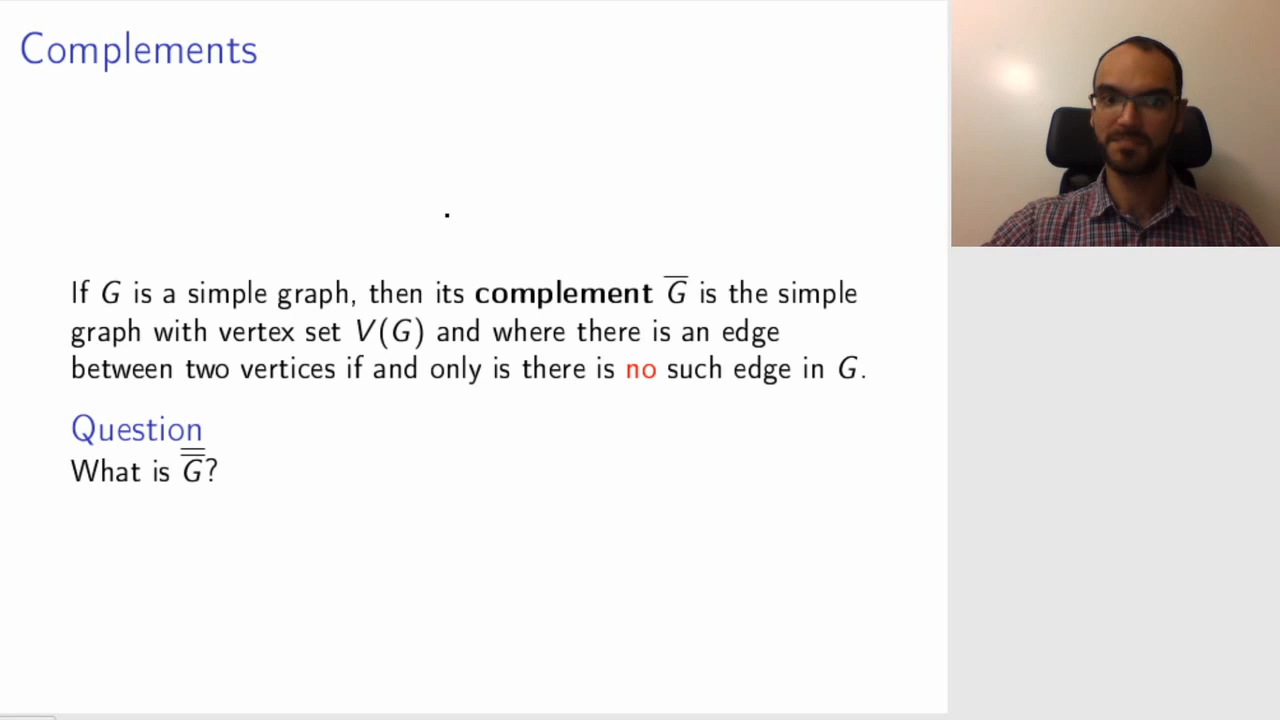 Complements
.
If G is a simple graph, then its complement G̅ is the simple
graph with vertex set V(G) and where there is an edge
between two vertices if and only is there is no such edge in G.
Question
What is G̿?